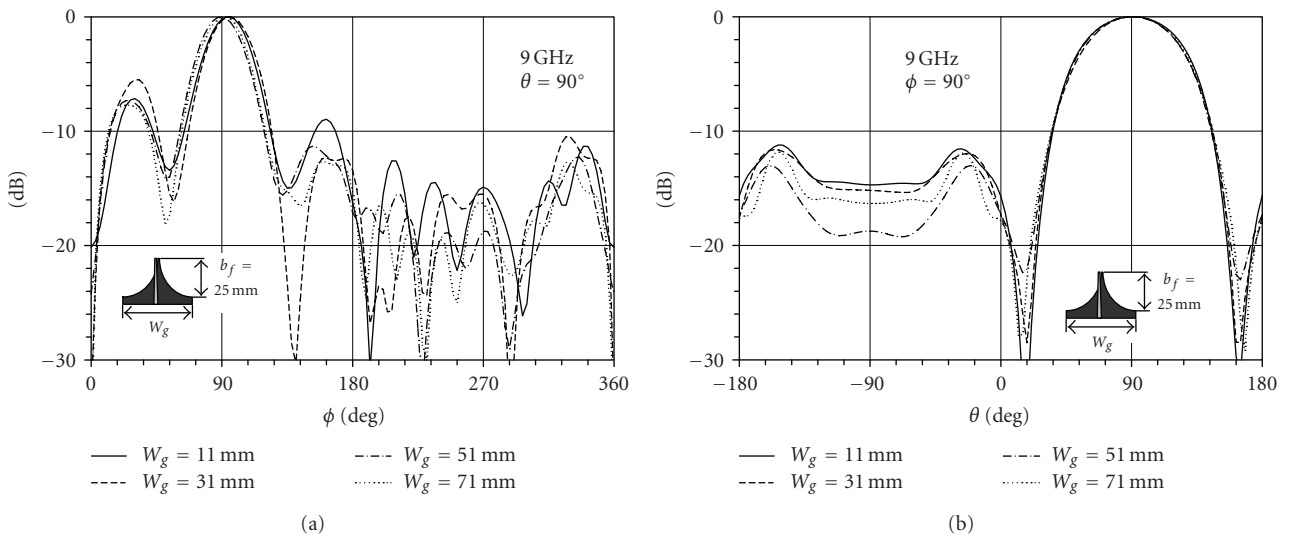 0
−10
−20
−30
(dB)
9 GHz
θ = 90°
b_f =
25 mm
W_g
0
90
180
270
360
ϕ (deg)
W_g = 11 mm
W_g = 31 mm
W_g = 51 mm
W_g = 71 mm
(a)
0
−10
−20
−30
(dB)
9 GHz
ϕ = 90°
b_f =
25 mm
W_g
−180
−90
0
90
180
θ (deg)
W_g = 11 mm
W_g = 31 mm
W_g = 51 mm
W_g = 71 mm
(b)